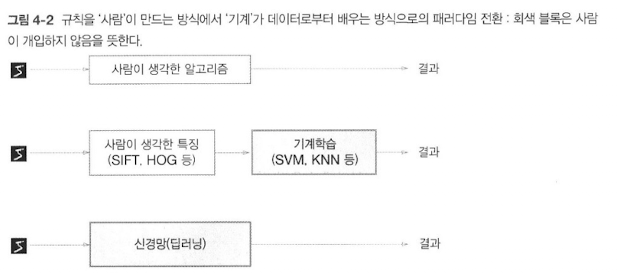 그림 4-2 규칙을 '사람'이 만드는 방식에서 '기계'가 데이터로부터 배우는 방식으로의 패러다임 전환 : 회색 블록은 사람
이 개입하지 않음을 뜻한다.
5 사람이 생각한 알고리즘 결과
5 사람이 생각한 특징
(SIFT, HOG 등) 기계학습
(SVM, KNN 등) 결과
5 신경망(딥러닝) 결과